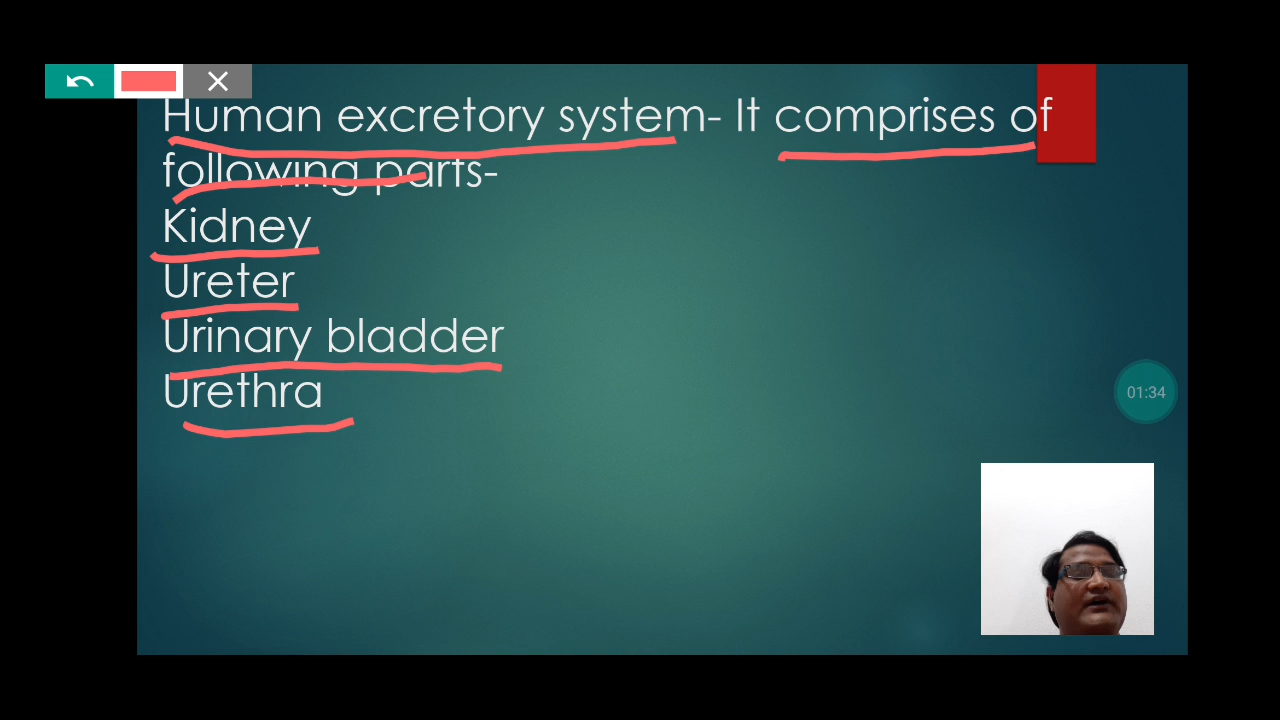 Human excretory system- It comprises of
following parts-
Kidney
Ureter
Urinary bladder
Urethra
01:34